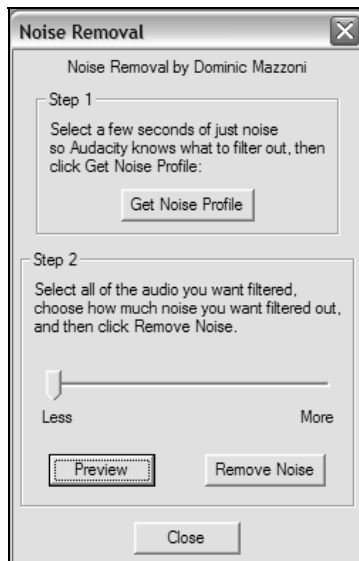 Noise Removal
Noise Removal by Dominic Mazzoni
Step 1
Select a few seconds of just noise
so Audacity knows what to filter out, then
click Get Noise Profile:
Get Noise Profile
Step 2
Select all of the audio you want filtered,
choose how much noise you want filtered out,
and then click Remove Noise.
Less More
Preview Remove Noise
Close